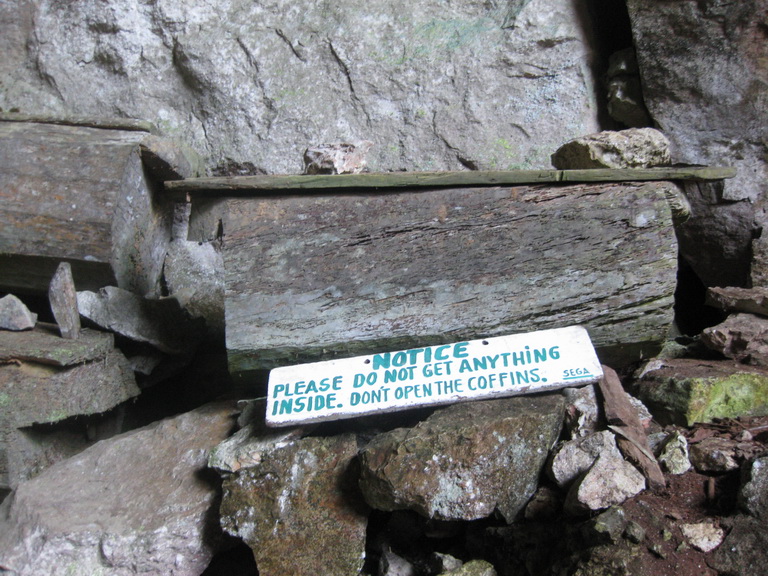 NOTICE
PLEASE DO NOT GET ANYTHiNG
INSIDE. DON'T OPEN THE COFFINS. SEGA